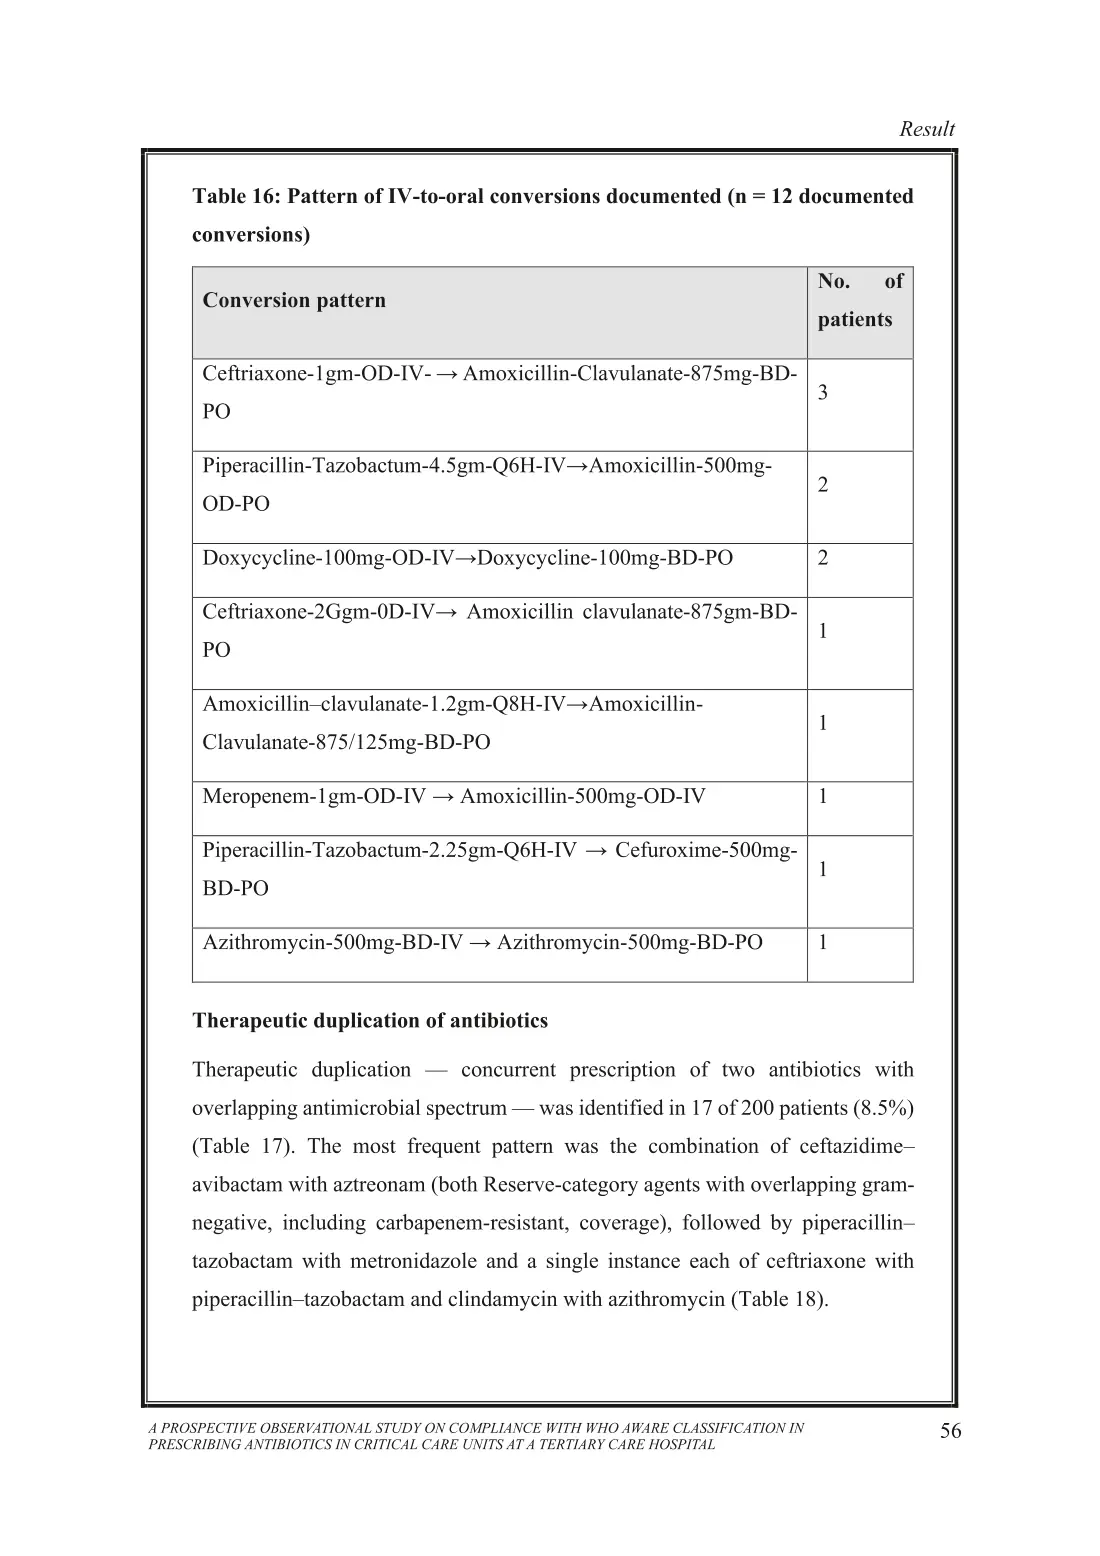 Result
Table 16: Pattern of IV-to-oral conversions documented (n = 12 documented
conversions)
Conversion pattern
No. of
patients
Ceftriaxone-1gm-OD-IV- → Amoxicillin-Clavulanate-875mg-BD-
PO
3
Piperacillin-Tazobactum-4.5gm-Q6H-IV→Amoxicillin-500mg-
OD-PO
2
Doxycycline-100mg-OD-IV→Doxycycline-100mg-BD-PO
2
Ceftriaxone-2Ggm-0D-IV→ Amoxicillin clavulanate-875gm-BD-
PO
1
Amoxicillin–clavulanate-1.2gm-Q8H-IV→Amoxicillin-
Clavulanate-875/125mg-BD-PO
1
Meropenem-1gm-OD-IV → Amoxicillin-500mg-OD-IV
1
Piperacillin-Tazobactum-2.25gm-Q6H-IV → Cefuroxime-500mg-
BD-PO
1
Azithromycin-500mg-BD-IV → Azithromycin-500mg-BD-PO
1
Therapeutic duplication of antibiotics
Therapeutic duplication — concurrent prescription of two antibiotics with
overlapping antimicrobial spectrum — was identified in 17 of 200 patients (8.5%)
(Table 17). The most frequent pattern was the combination of ceftazidime–
avibactam with aztreonam (both Reserve-category agents with overlapping gram-
negative, including carbapenem-resistant, coverage), followed by piperacillin–
tazobactam with metronidazole and a single instance each of ceftriaxone with
piperacillin–tazobactam and clindamycin with azithromycin (Table 18).
A PROSPECTIVE OBSERVATIONAL STUDY ON COMPLIANCE WITH WHO AWARE CLASSIFICATION IN
PRESCRIBING ANTIBIOTICS IN CRITICAL CARE UNITS AT A TERTIARY CARE HOSPITAL
56